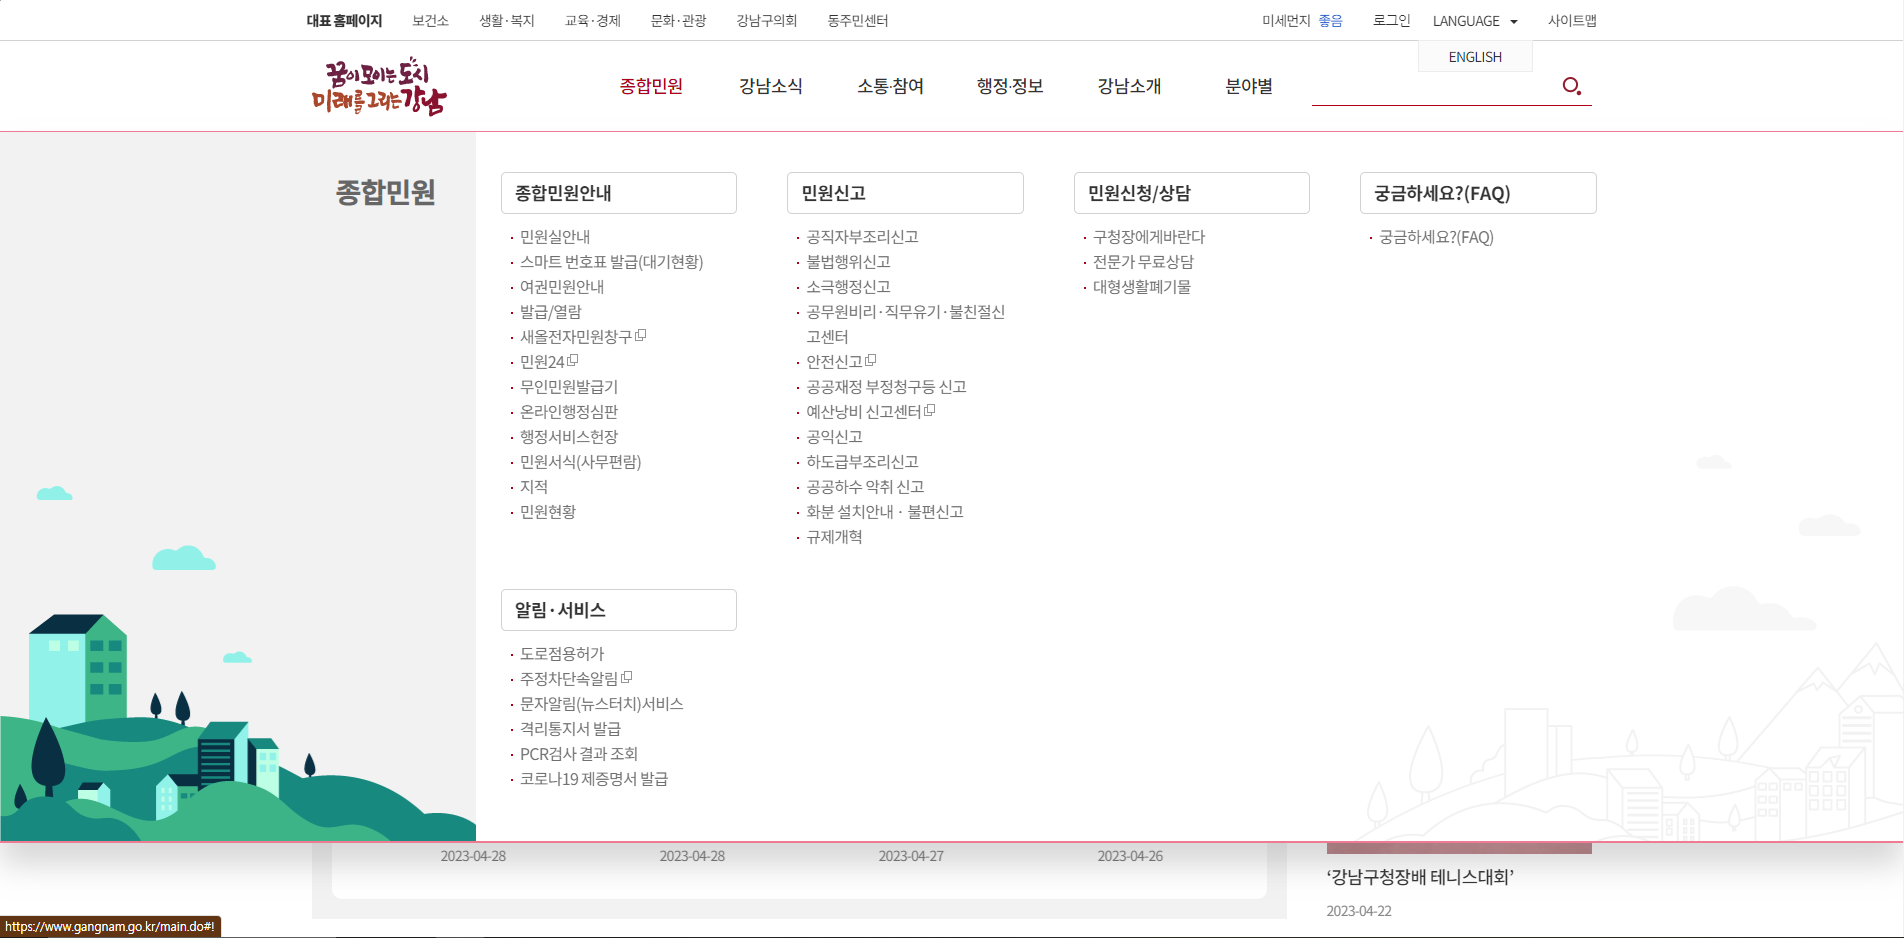 대표 홈페이지 보건소 생활·복지 교육·경제 문화·관광 강남구의회 동주민센터 미세먼지 좋음 로그인 LANGUAGE 사이트맵
ENGLISH
꿈이 모이는 도시
미래를 그리는 강남
종합민원 강남소식 소통·참여 행정·정보 강남소개 분야별
종합민원
종합민원안내
민원실안내
스마트 번호표 발급(대기현황)
여권민원안내
발급/열람
새올전자민원창구
민원24
무인민원발급기
온라인행정심판
행정서비스헌장
민원서식(사무편람)
지적
민원현황
민원신고
공직자부조리신고
불법행위신고
소극행정신고
공무원비리·직무유기·불친절신
고센터
안전신고
공공재정 부정청구등 신고
예산낭비 신고센터
공익신고
하도급부조리신고
공공하수 악취 신고
화분 설치안내 · 불편신고
규제개혁
민원신청/상담
구청장에게바란다
전문가 무료상담
대형생활폐기물
궁금하세요?(FAQ)
궁금하세요?(FAQ)
알림·서비스
도로점용허가
주정차단속알림
문자알림(뉴스터치)서비스
격리통지서 발급
PCR검사 결과 조회
코로나19 제증명서 발급
2023-04-28 2023-04-28 2023-04-27 2023-04-26
‘강남구청장배 테니스대회’
2023-04-22
https://www.gangnam.go.kr/main.do#!